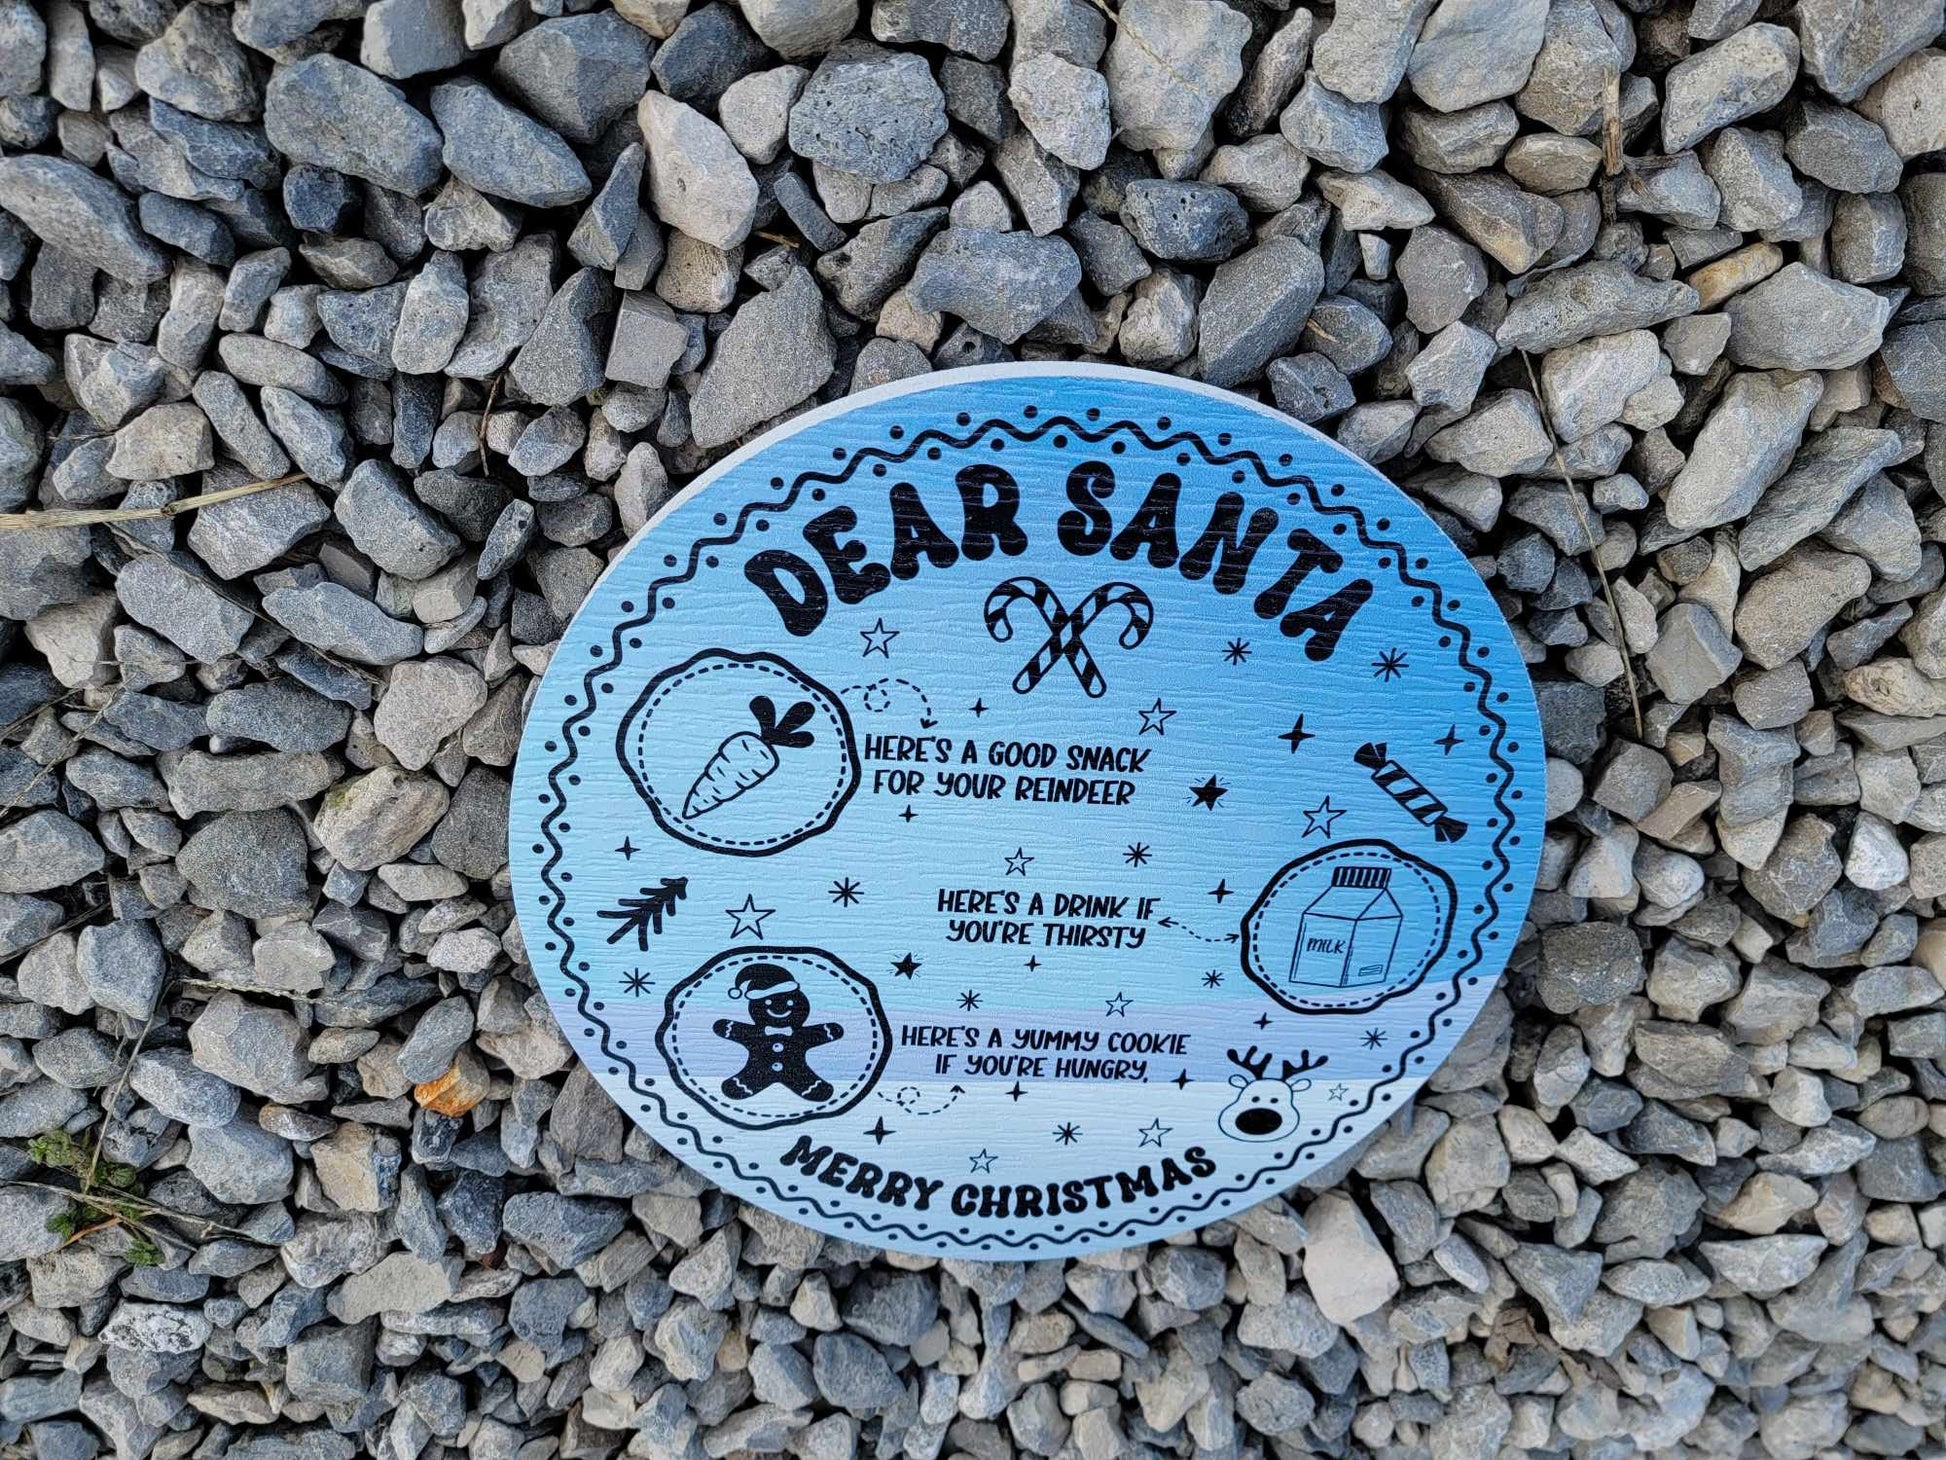 DEAR SANTA
HERE'S A GOOD SNACK
FOR YOUR REINDEER
HERE'S A DRINK IF
YOU'RE THIRSTY
MILK
HERE'S A YUMMY COOKIE
IF YOU'RE HUNGRY.
MERRY CHRISTMAS